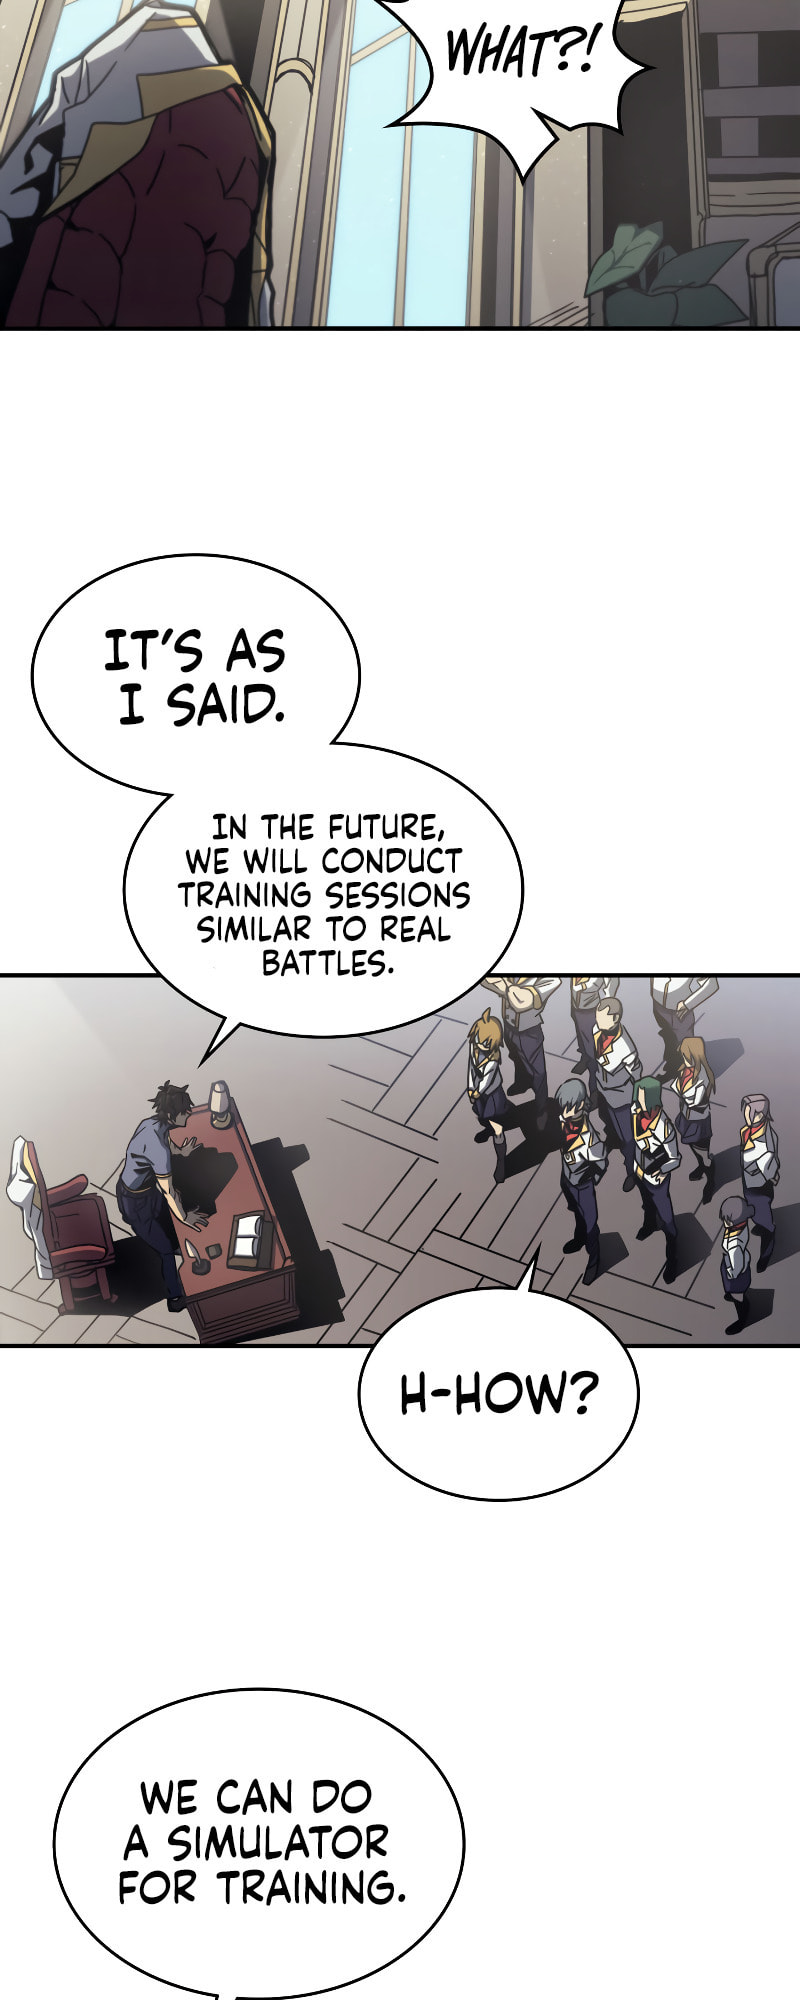 WHAT?!
IT'S AS
I SAID.
IN THE FUTURE,
WE WILL CONDUCT
TRAINING SESSIONS
SIMILAR TO REAL
BATTLES.
H-HOW?
WE CAN DO
A SIMULATOR
FOR TRAINING.